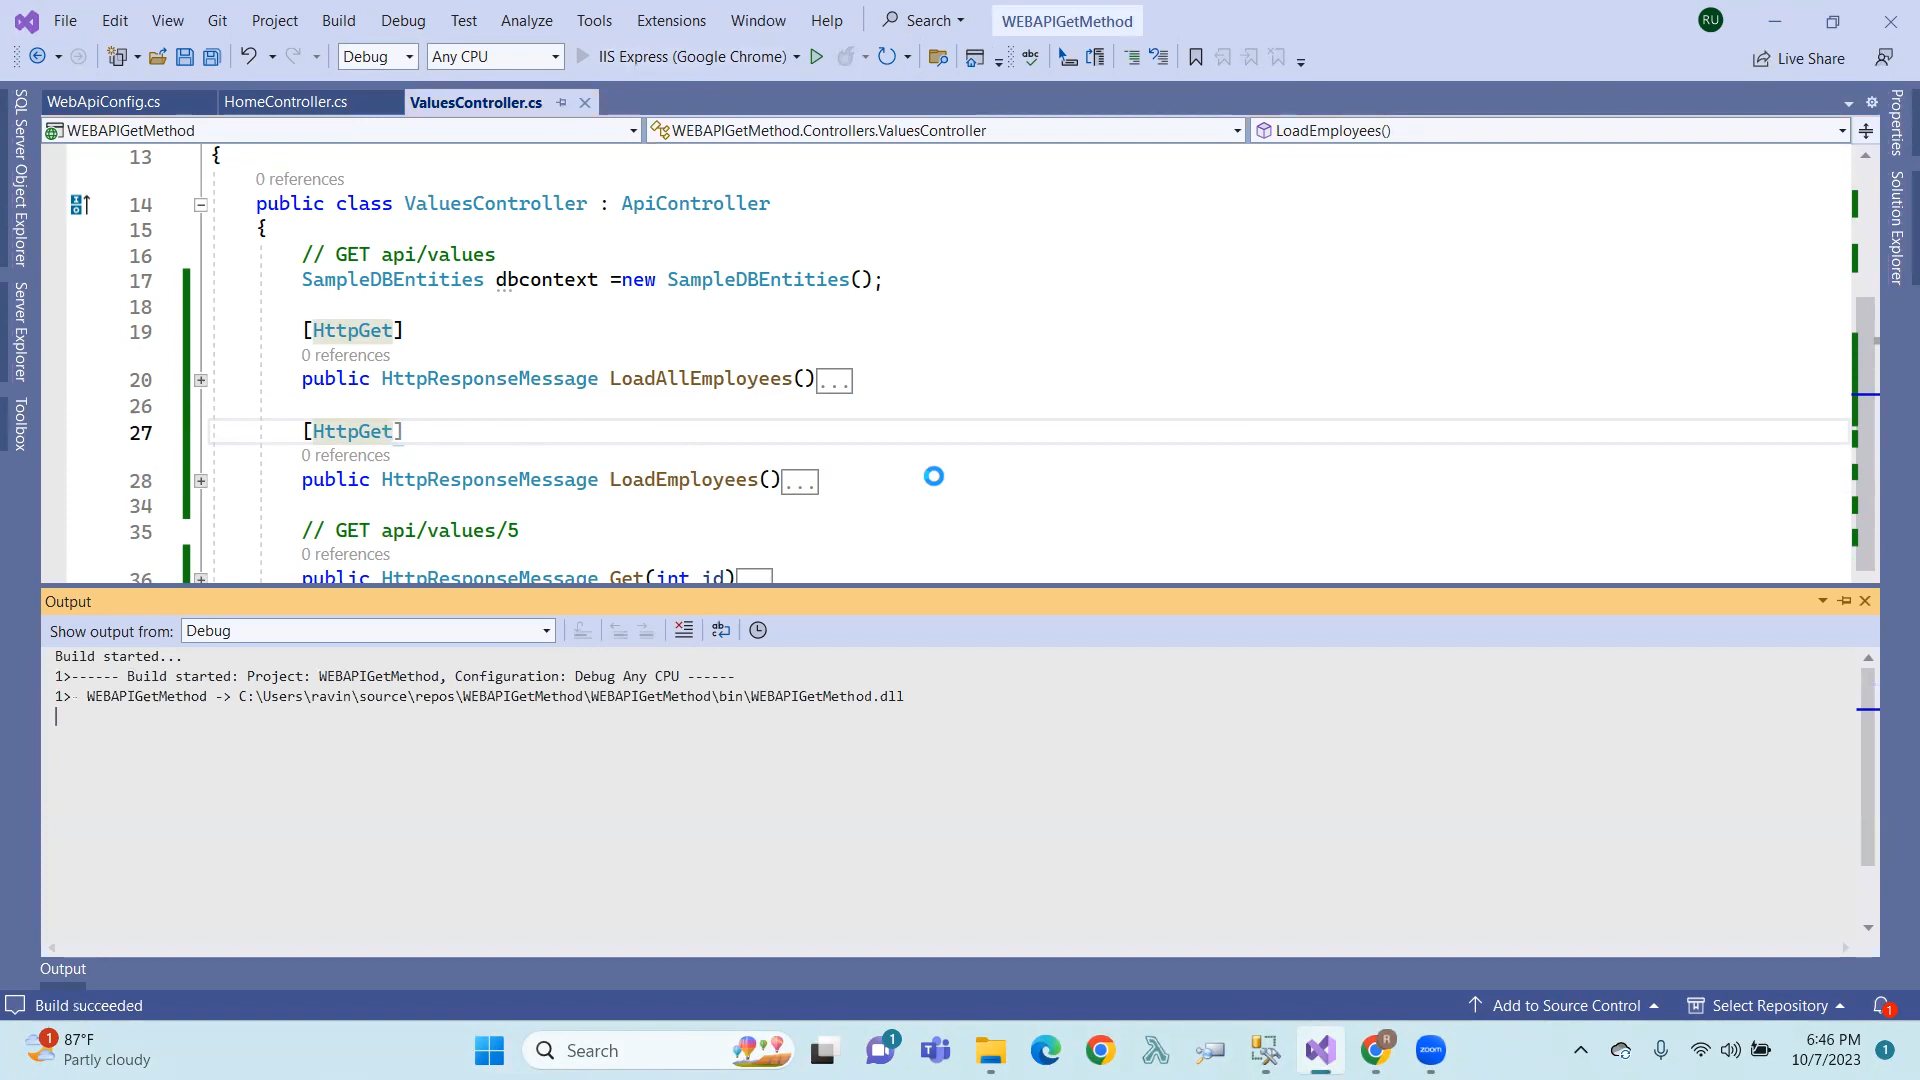 File Edit View Git Project Build Debug Test Analyze Tools Extensions Window Help Search WEBAPIGetMethod RU
Debug Any CPU IIS Express (Google Chrome) Live Share
WebApiConfig.cs HomeController.cs ValuesController.cs
WEBAPIGetMethod WEBAPIGetMethod.Controllers.ValuesController LoadEmployees()
SQL Server Object Explorer
Server Explorer
Toolbox
Properties
Solution Explorer
13 {
0 references
14 public class ValuesController : ApiController
15 {
16 // GET api/values
17 SampleDBEntities dbcontext =new SampleDBEntities();
18
19 [HttpGet]
0 references
20 public HttpResponseMessage LoadAllEmployees()...
26
27 [HttpGet]
0 references
28 public HttpResponseMessage LoadEmployees()...
34
35 // GET api/values/5
0 references
36 public HttpResponseMessage Get(int id)
Output
Show output from: Debug
Build started...
1>------ Build started: Project: WEBAPIGetMethod, Configuration: Debug Any CPU ------
1>- WEBAPIGetMethod -> C:\Users\ravin\source\repos\WEBAPIGetMethod\WEBAPIGetMethod\bin\WEBAPIGetMethod.dll
Output
Build succeeded Add to Source Control Select Repository 1
1 87°F
Partly cloudy
Search 1 R zoom
6:46 PM
10/7/2023 1